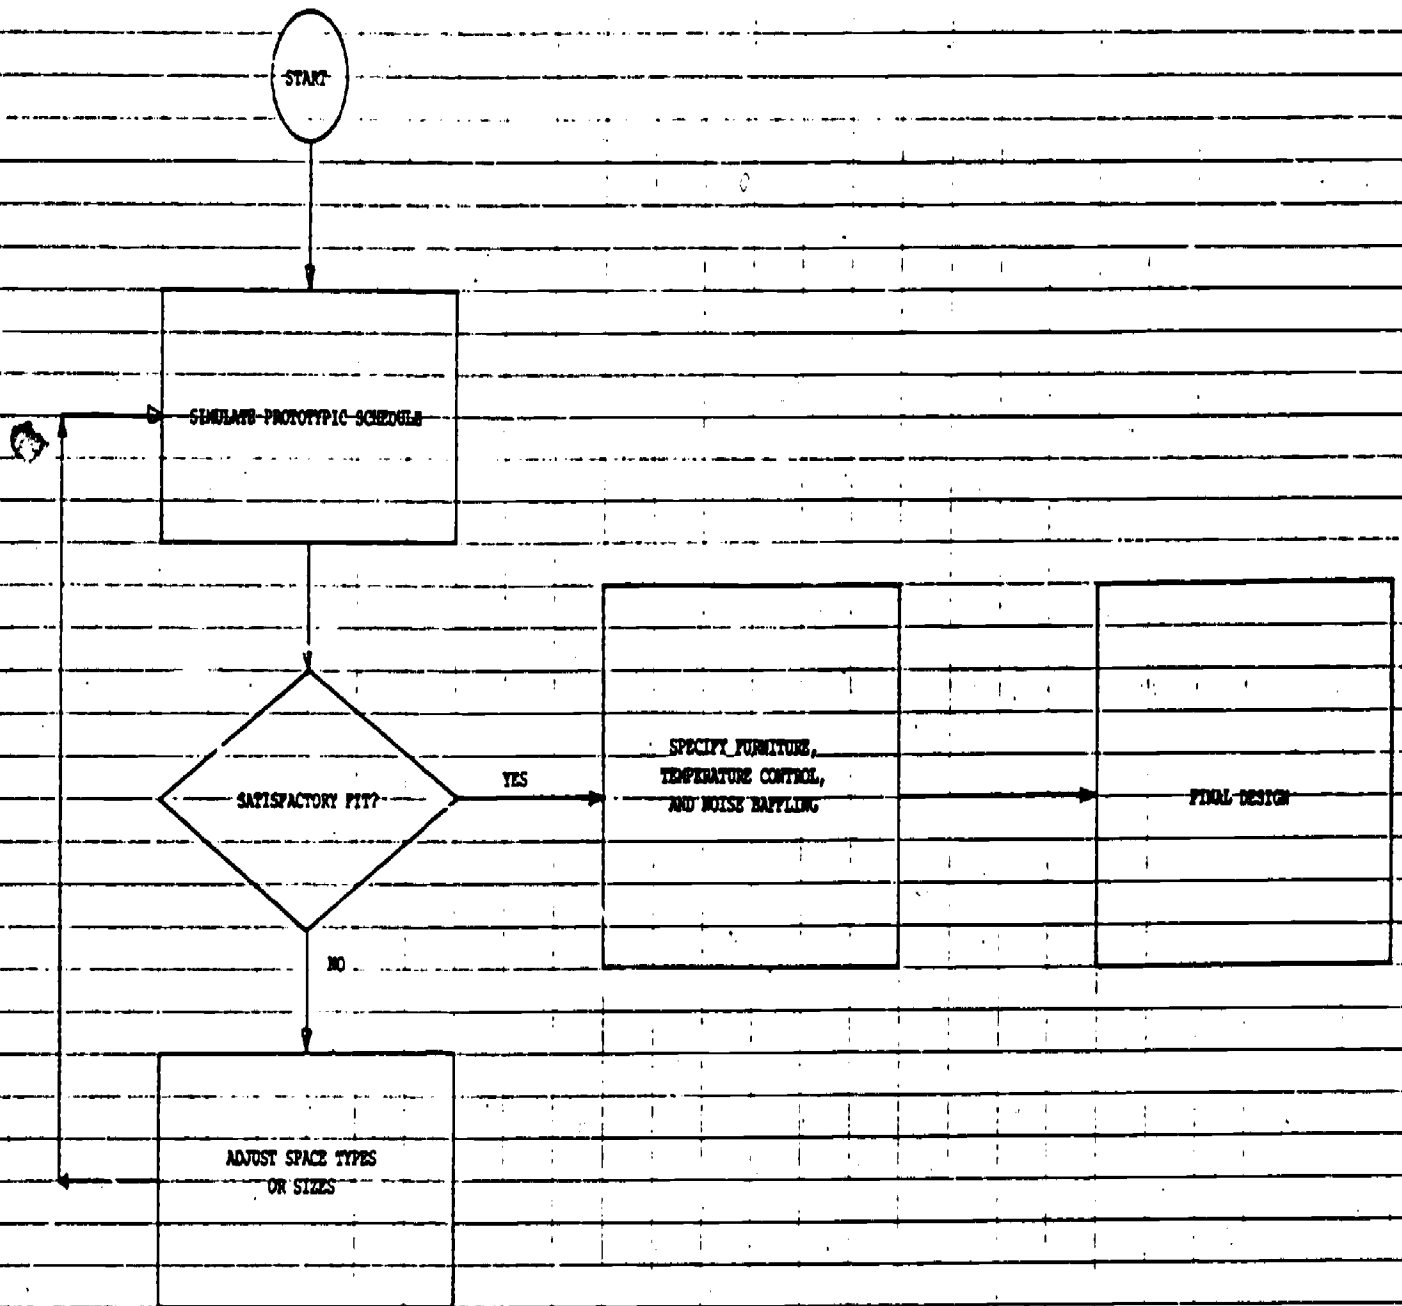 START
SIMULATE PROTOTYPIC SCHEDULE
SATISFACTORY FIT?
YES
SPECIFY FURNITURE,
TEMPERATURE CONTROL,
AND NOISE BAFFLING
FINAL DESIGN
NO
ADJUST SPACE TYPES
OR SIZES